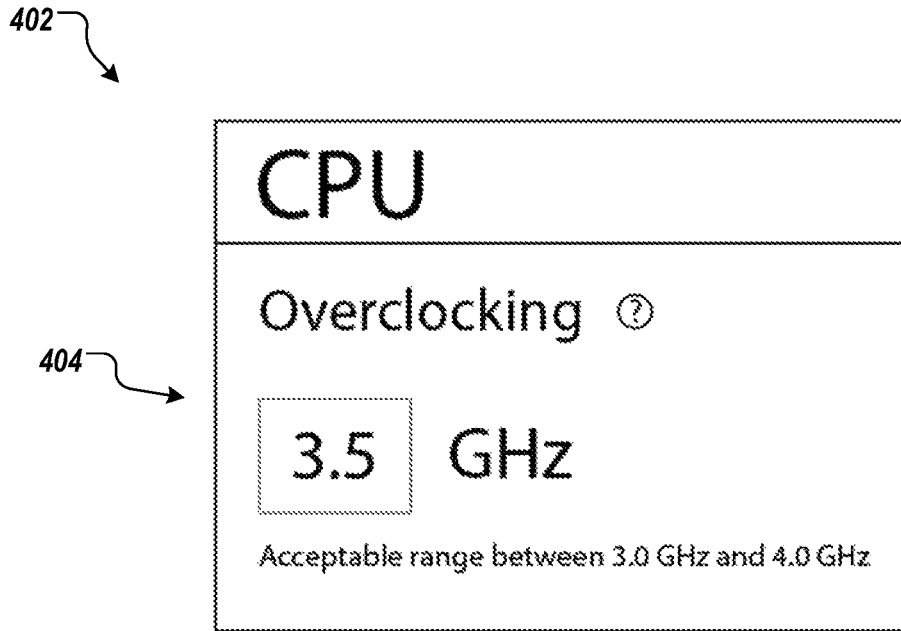 402
CPU
Overclocking ?
404
3.5 GHz
Acceptable range between 3.0 GHz and 4.0 GHz